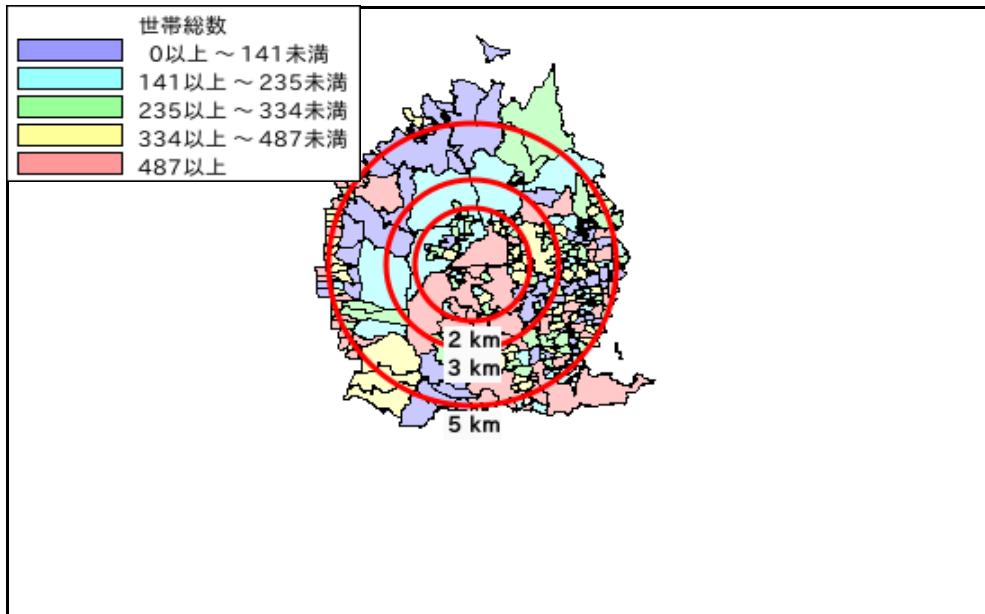 世帯総数
0以上 ～ 141未満
141以上 ～ 235未満
235以上 ～ 334未満
334以上 ～ 487未満
487以上
2 km
3 km
5 km